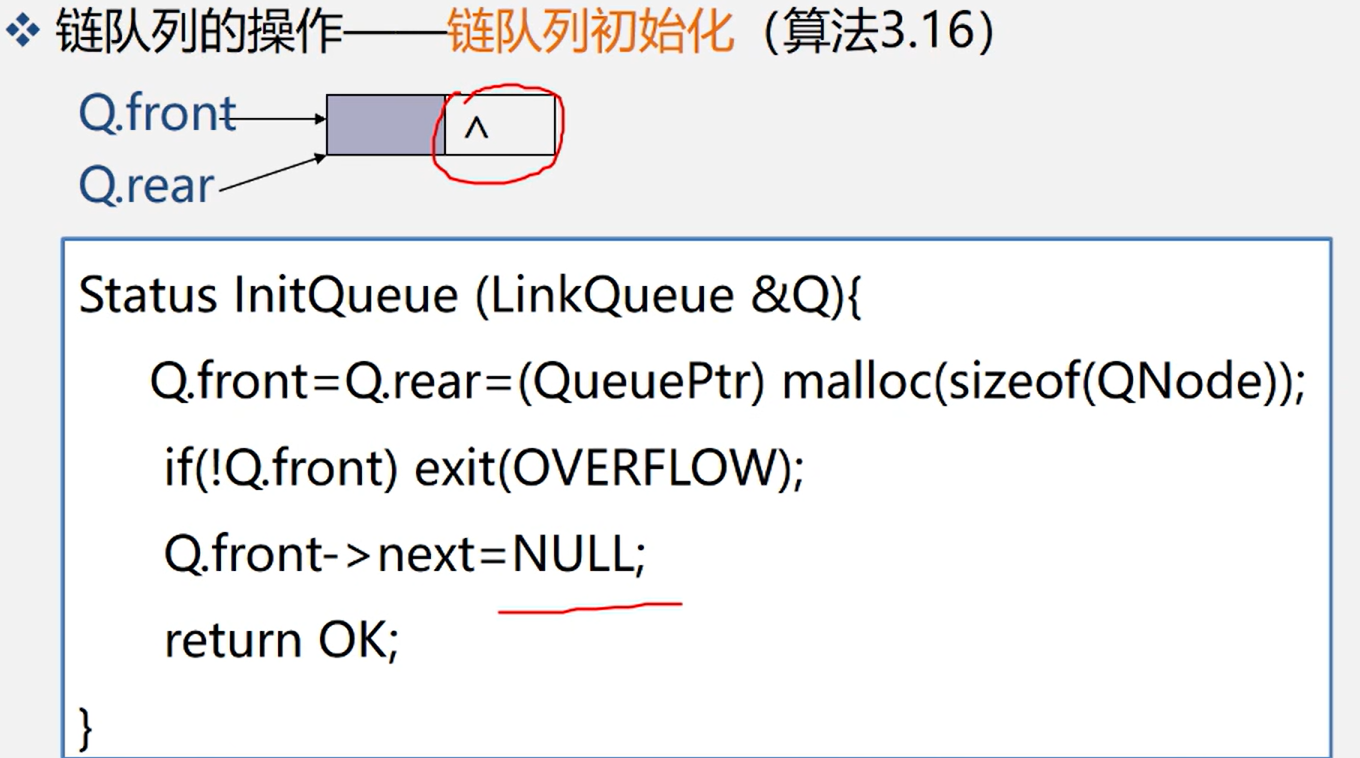 链队列的操作——链队列初始化（算法3.16）
Q.front
^
Q.rear
Status InitQueue (LinkQueue &Q){
Q.front=Q.rear=(QueuePtr) malloc(sizeof(QNode));
if(!Q.front) exit(OVERFLOW);
Q.front->next=NULL;
return OK;
}